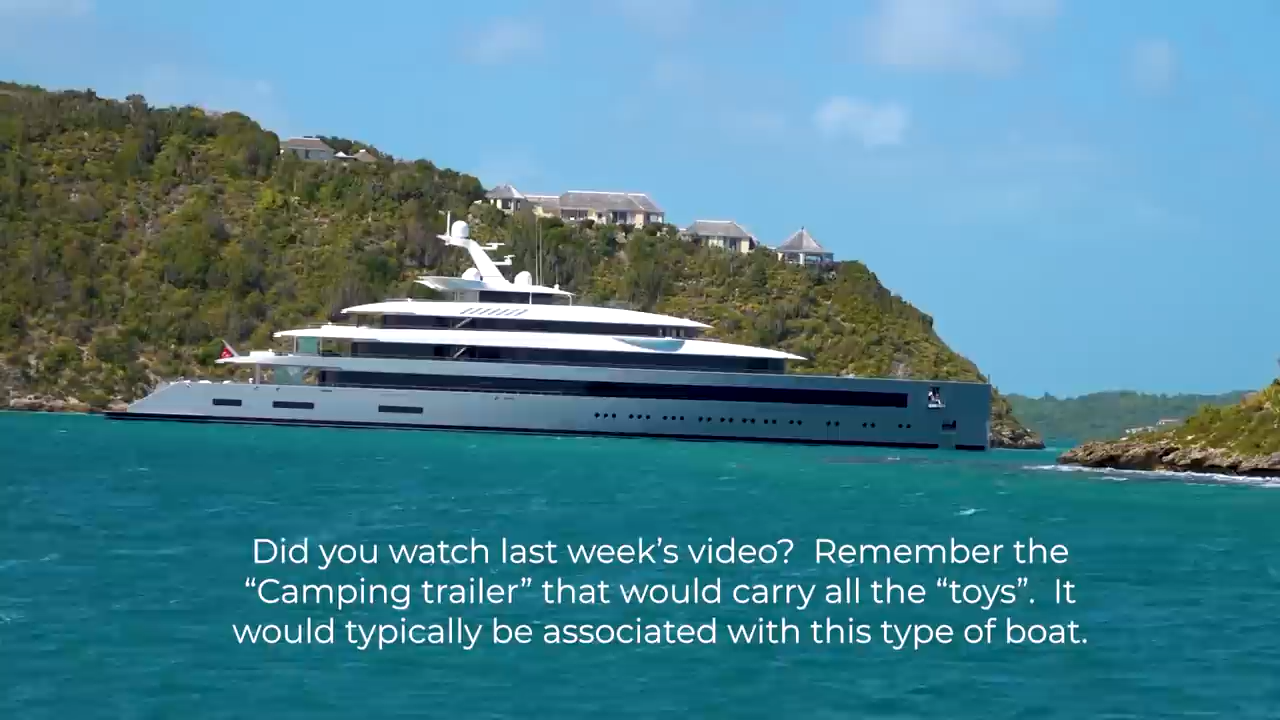 Did you watch last week’s video?  Remember the
“Camping trailer” that would carry all the “toys”.  It
would typically be associated with this type of boat.